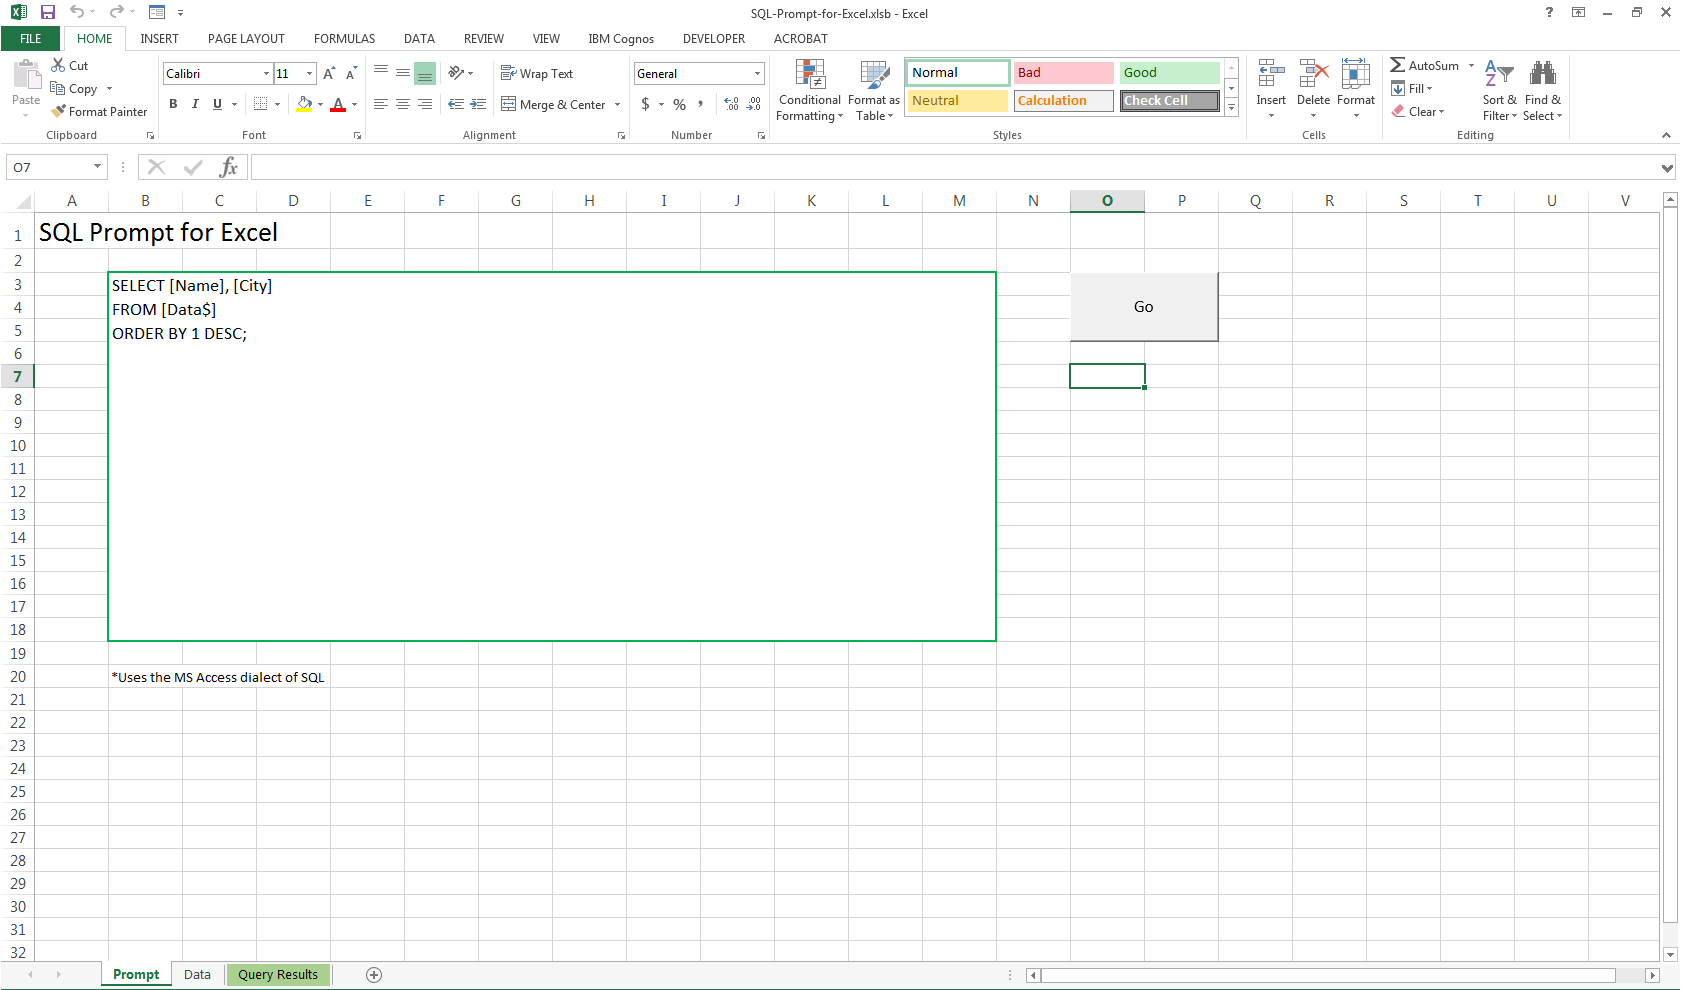 SQL-Prompt-for-Excel.xlsb - Excel
?
FILE HOME INSERT PAGE LAYOUT FORMULAS DATA REVIEW VIEW IBM Cognos DEVELOPER ACROBAT
Paste
Cut
Copy
Format Painter
Clipboard
Calibri 11
B I U
Font
Wrap Text
Merge & Center
Alignment
General
$ % ,
Number
Conditional Formatting
Format as Table
Normal Bad Good
Neutral Calculation Check Cell
Styles
Insert Delete Format
Cells
AutoSum
Fill
Clear
Sort & Filter
Find & Select
Editing
O7
fx
A B C D E F G H I J K L M N O P Q R S T U V
1 SQL Prompt for Excel
2
3 SELECT [Name], [City]
4 FROM [Data$]
Go
5 ORDER BY 1 DESC;
6
7
8
9
10
11
12
13
14
15
16
17
18
19
20 *Uses the MS Access dialect of SQL
21
22
23
24
25
26
27
28
29
30
31
32
Prompt Data Query Results